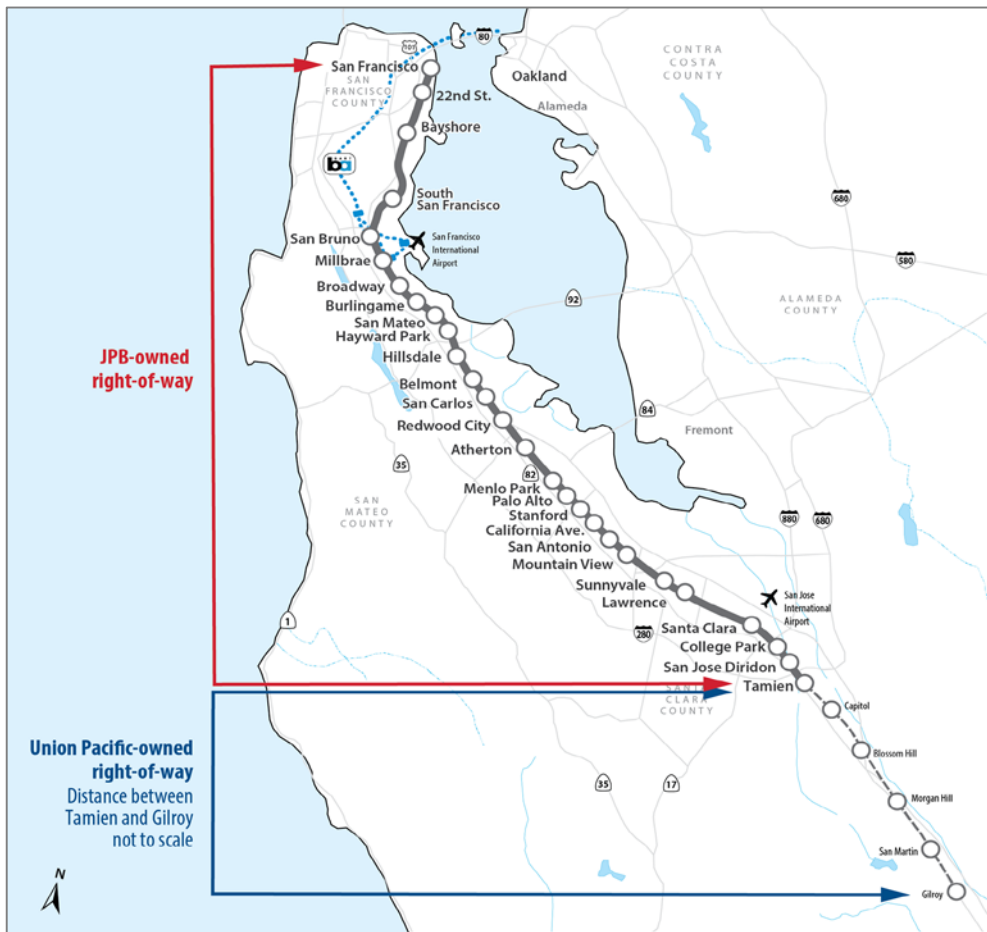 101
80
San Francisco
SAN
FRANCISCO
COUNTY
CONTRA
COSTA
COUNTY
Oakland
Alameda
22nd St.
Bayshore
ba
680
South
San Francisco
San Bruno
San Francisco
International
Airport
Millbrae
580
Broadway
92
ALAMEDA
COUNTY
Burlingame
San Mateo
Hayward Park
JPB-owned
right-of-way
Hillsdale
Belmont
San Carlos
84
Redwood City
Fremont
Atherton
35
82
Menlo Park
SAN
MATEO
COUNTY
Palo Alto
Stanford
880
680
California Ave.
San Antonio
Mountain View
Sunnyvale
Lawrence
San Jose
International
Airport
1
280
Santa Clara
College Park
San Jose Diridon
Tamien
SANTA
CLARA
COUNTY
Capitol
Union Pacific-owned
right-of-way
Distance between
Tamien and Gilroy
not to scale
Blossom Hill
35
17
Morgan Hill
San Martin
N
Gilroy